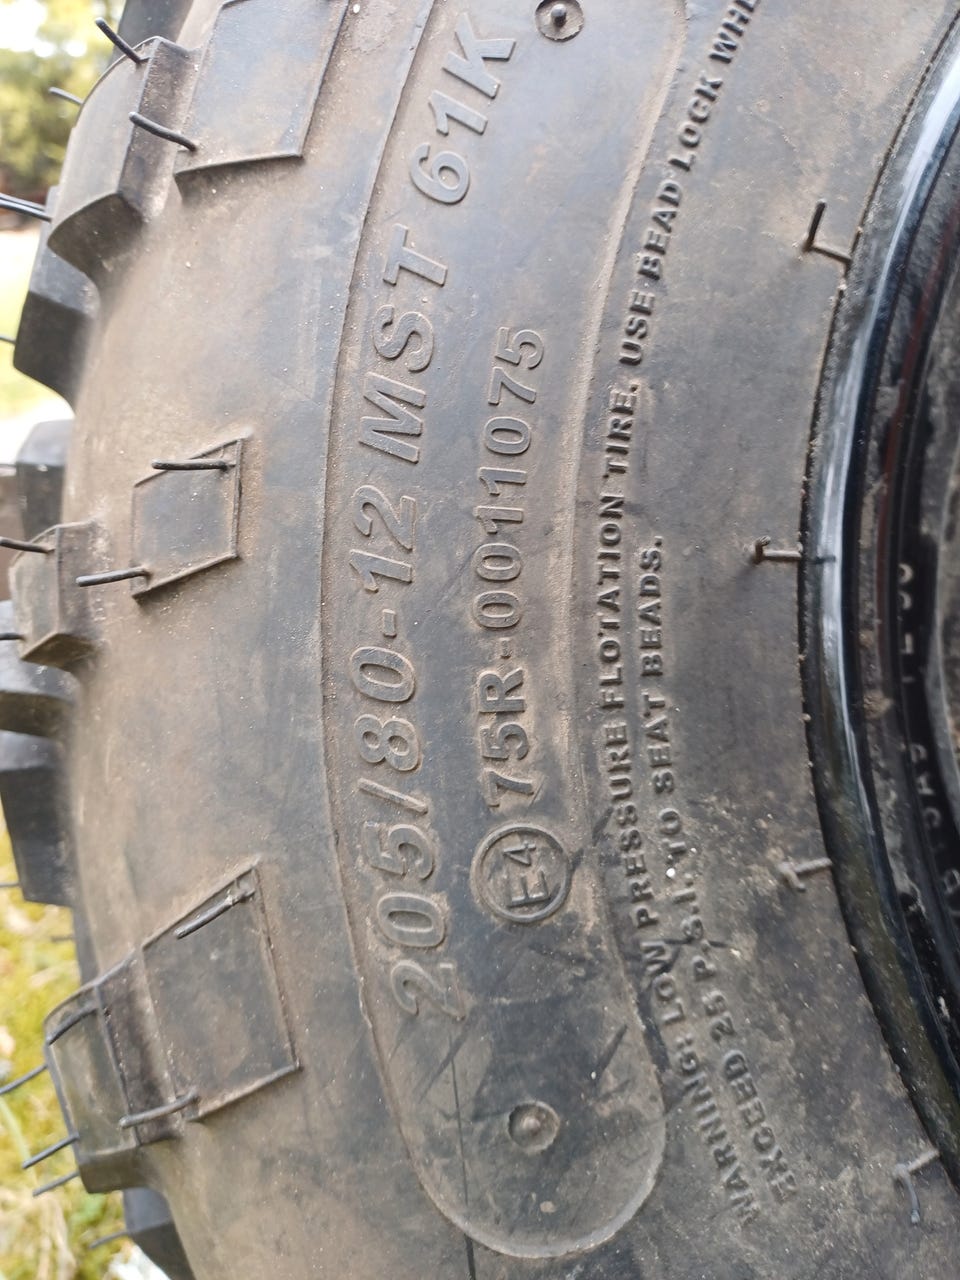 205/80-12 MST 61K
E4 75R-0011075
WARNING: LOW PRESSURE FLOTATION TIRE. USE BEAD LOCK
EXCEED 25 P.S.I. TO SEAT BEADS.